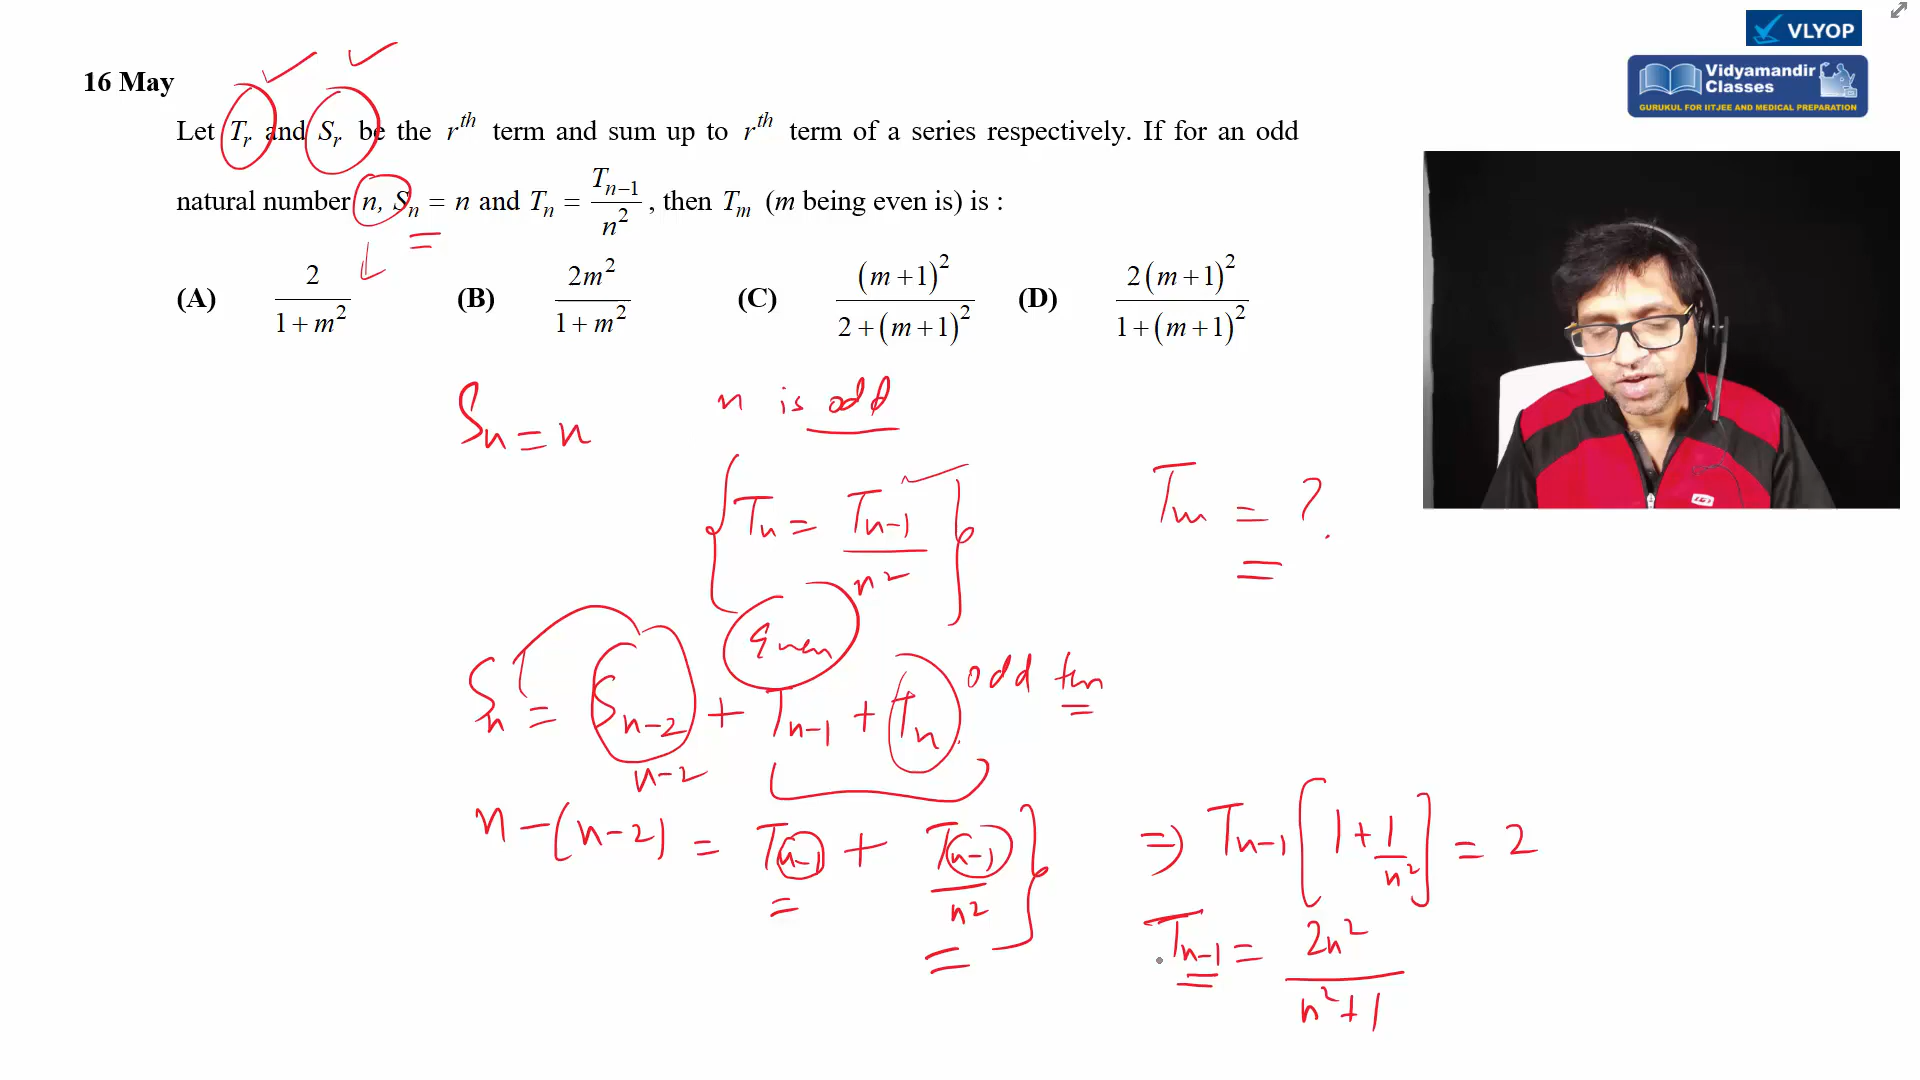 VLYOP
Vidyamandir
Classes
GURUKUL FOR IITJEE AND MEDICAL PREPARATION
16 May
Let T_r and S_r be the r^th term and sum up to r^th term of a series respectively. If for an odd
natural number n, S_n = n and T_n = T_{n−1}/n^2, then T_m (m being even is) is :
(A) 2/(1+m^2) (B) 2m^2/(1+m^2) (C) (m+1)^2/(2+(m+1)^2) (D) 2(m+1)^2/(1+(m+1)^2)
S_n = n n is odd
T_n = T_{n-1}/n^2 T_m = ?
even
S_n = S_{n-2} + T_{n-1} + T_n odd term
n-2
n-(n-2) = T_{n-1} + T_{n-1}/n^2 ⇒ T_{n-1} [1 + 1/n^2] = 2
T_{n-1} = 2n^2/(n^2+1)